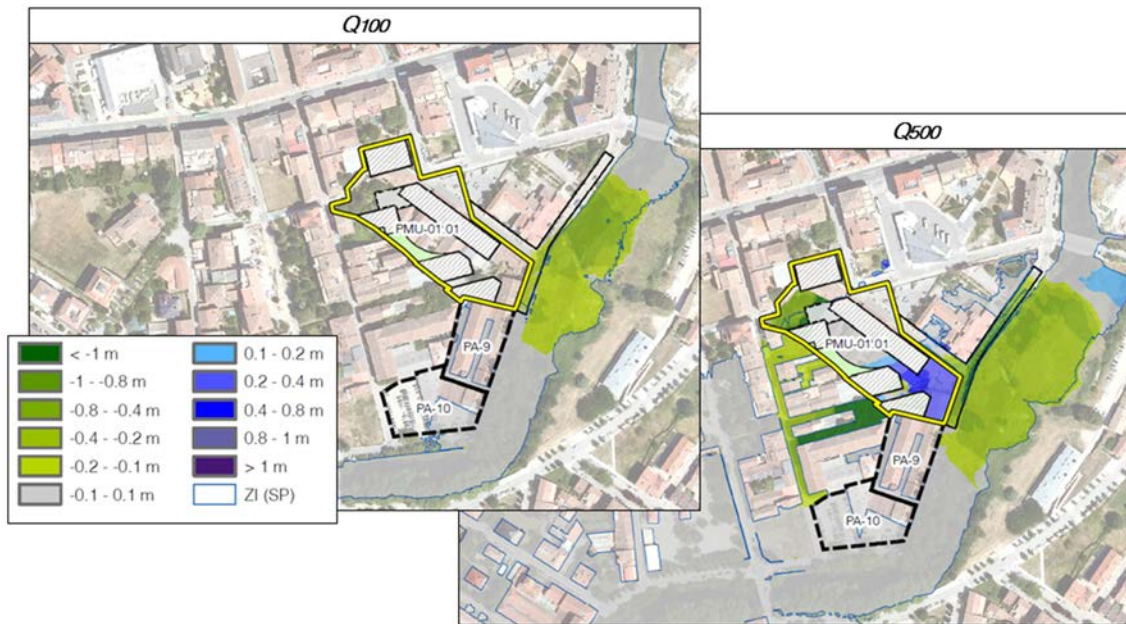 Q100
PMU-01:01
PA-9
PA-10
Q500
PMU-01:01
PA-9
PA-10
< -1 m
-1 - -0.8 m
-0.8 - -0.4 m
-0.4 - -0.2 m
-0.2 - -0.1 m
-0.1 - 0.1 m
0.1 - 0.2 m
0.2 - 0.4 m
0.4 - 0.8 m
0.8 - 1 m
> 1 m
ZI (SP)